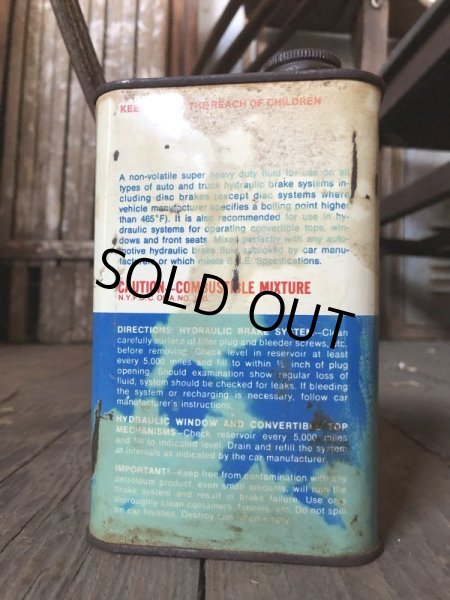 KEEP THE REACH OF CHILDREN
A non-volatile super heavy duty fluid for use on all
types of auto and truck hydraulic brake systems in-
cluding disc brakes (except disc systems where
vehicle manufacturer specifies a boiling point higher
than 465°F). It is also recommended for use in hy-
draulic systems for operating convertible tops, win-
dows and front seats. Mixed perfectly with any auto-
motive hydraulic brake fluid approved by car manu-
facturers or which meets S.A.E. Specifications.
CAUTION—COMBUSTIBLE MIXTURE
N.Y.F.D. C. OF A. NO.
SOLD OUT
DIRECTIONS: HYDRAULIC BRAKE SYSTEM—Clean
carefully surface of filler plug and bleeder screws, etc,
before removing. Check level in reservoir at least
every 5,000 miles and fill to within inch of plug
opening. Should examination show regular loss of
fluid, system should be checked for leaks. If bleeding
the system or recharging is necessary, follow car
manufacturer's instructions.
HYDRAULIC WINDOW AND CONVERTIBLE TOP
MECHANISMS—Check reservoir every 5,000 miles
and fill to indicated level. Drain and refill the system
at intervals as indicated by the car manufacturer.
IMPORTANT!—Keep free from contamination with any
petroleum product even small amounts, will ruin the
brake system and result in brake failure. Use only
thoroughly clean containers, funnels, etc. Do not spill
on car finishes. Destroy can when empty.